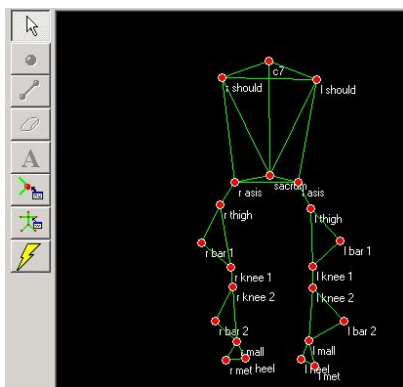 A
c7
r should
l should
sacrum
r asis
l asis
r thigh
l thigh
r bar 1
l bar 1
r knee 1
l knee 1
r knee 2
l knee 2
r bar 2
l bar 2
r mall
l mall
r met
r heel
l heel
l met